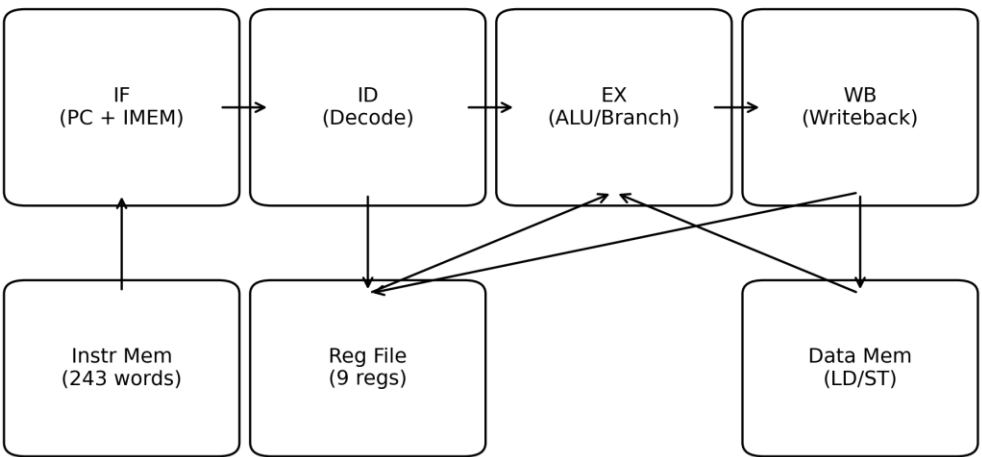 IF
(PC + IMEM)
ID
(Decode)
EX
(ALU/Branch)
WB
(Writeback)
Instr Mem
(243 words)
Reg File
(9 regs)
Data Mem
(LD/ST)